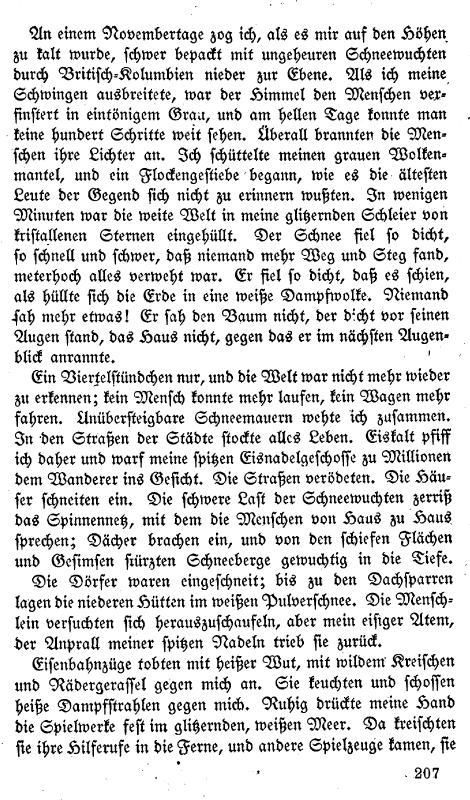 An einem Novembertage zog ich, als es mir auf den Höhen
zu kalt wurde, schwer bepackt mit ungeheuren Schneewuchten
durch Britisch-Kolumbien nieder zur Ebene. Als ich meine
Schwingen ausbreitete, war der Himmel den Menschen ver-
finstert in eintönigem Grau, und am hellen Tage konnte man
keine hundert Schritte weit sehen. Überall brannten die Men-
schen ihre Lichter an. Ich schüttelte meinen grauen Wolken-
mantel, und ein Flockengestiebe begann, wie es die ältesten
Leute der Gegend sich nicht zu erinnern wußten. In wenigen
Minuten war die weite Welt in meine glitzernden Schleier von
kristallenen Sternen eingehüllt. Der Schnee fiel so dicht,
so schnell und schwer, daß niemand mehr Weg und Steg fand,
meterhoch alles verweht war. Er fiel so dicht, daß es schien,
als hüllte sich die Erde in eine weiße Dampfwolke. Niemand
sah mehr etwas! Er sah den Baum nicht, der dicht vor seinen
Augen stand, das Haus nicht, gegen das er im nächsten Augen-
blick anrannte.
Ein Viertelstündchen nur, und die Welt war nicht mehr wieder
zu erkennen; kein Mensch konnte mehr laufen, kein Wagen mehr
fahren. Unübersteigbare Schneemauern wehte ich zusammen.
In den Straßen der Städte stockte alles Leben. Eiskalt pfiff
ich daher und warf meine spitzen Eisnadelgeschosse zu Millionen
dem Wanderer ins Gesicht. Die Straßen verödeten. Die Häu-
ser schneiten ein. Die schwere Last der Schneewuchten zerriß
das Spinnennetz, mit dem die Menschen von Haus zu Haus
sprechen; Dächer brachen ein, und von den schiefen Flächen
und Gesimsen stürzten Schneeberge gewuchtig in die Tiefe.
Die Dörfer waren eingeschneit; bis zu den Dachsparren
lagen die niederen Hütten im weißen Pulverschnee. Die Mensch-
lein versuchten sich herauszuschaufeln, aber mein eisiger Atem,
der Anprall meiner spitzen Nadeln trieb sie zurück.
Eisenbahnzüge tobten mit heißer Wut, mit wildem Kreischen
und Rädergerassel gegen mich an. Sie keuchten und schossen
heiße Dampfstrahlen gegen mich. Ruhig drückte meine Hand
die Spielwerke fest im glitzernden, weißen Meer. Da kreischten
sie ihre Hilferufe in die Ferne, und andere Spielzeuge kamen, sie
207